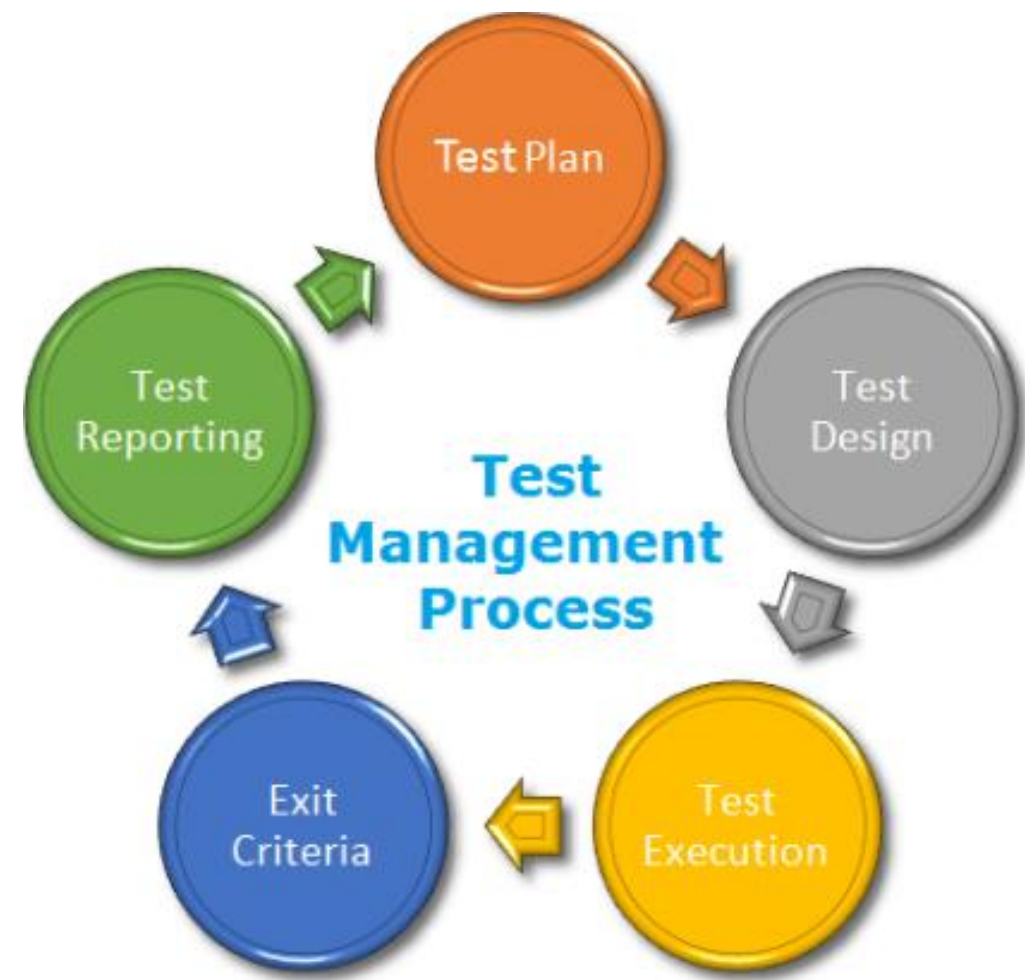 Test Plan
Test
Design
Test
Execution
Exit
Criteria
Test
Reporting
Test
Management
Process